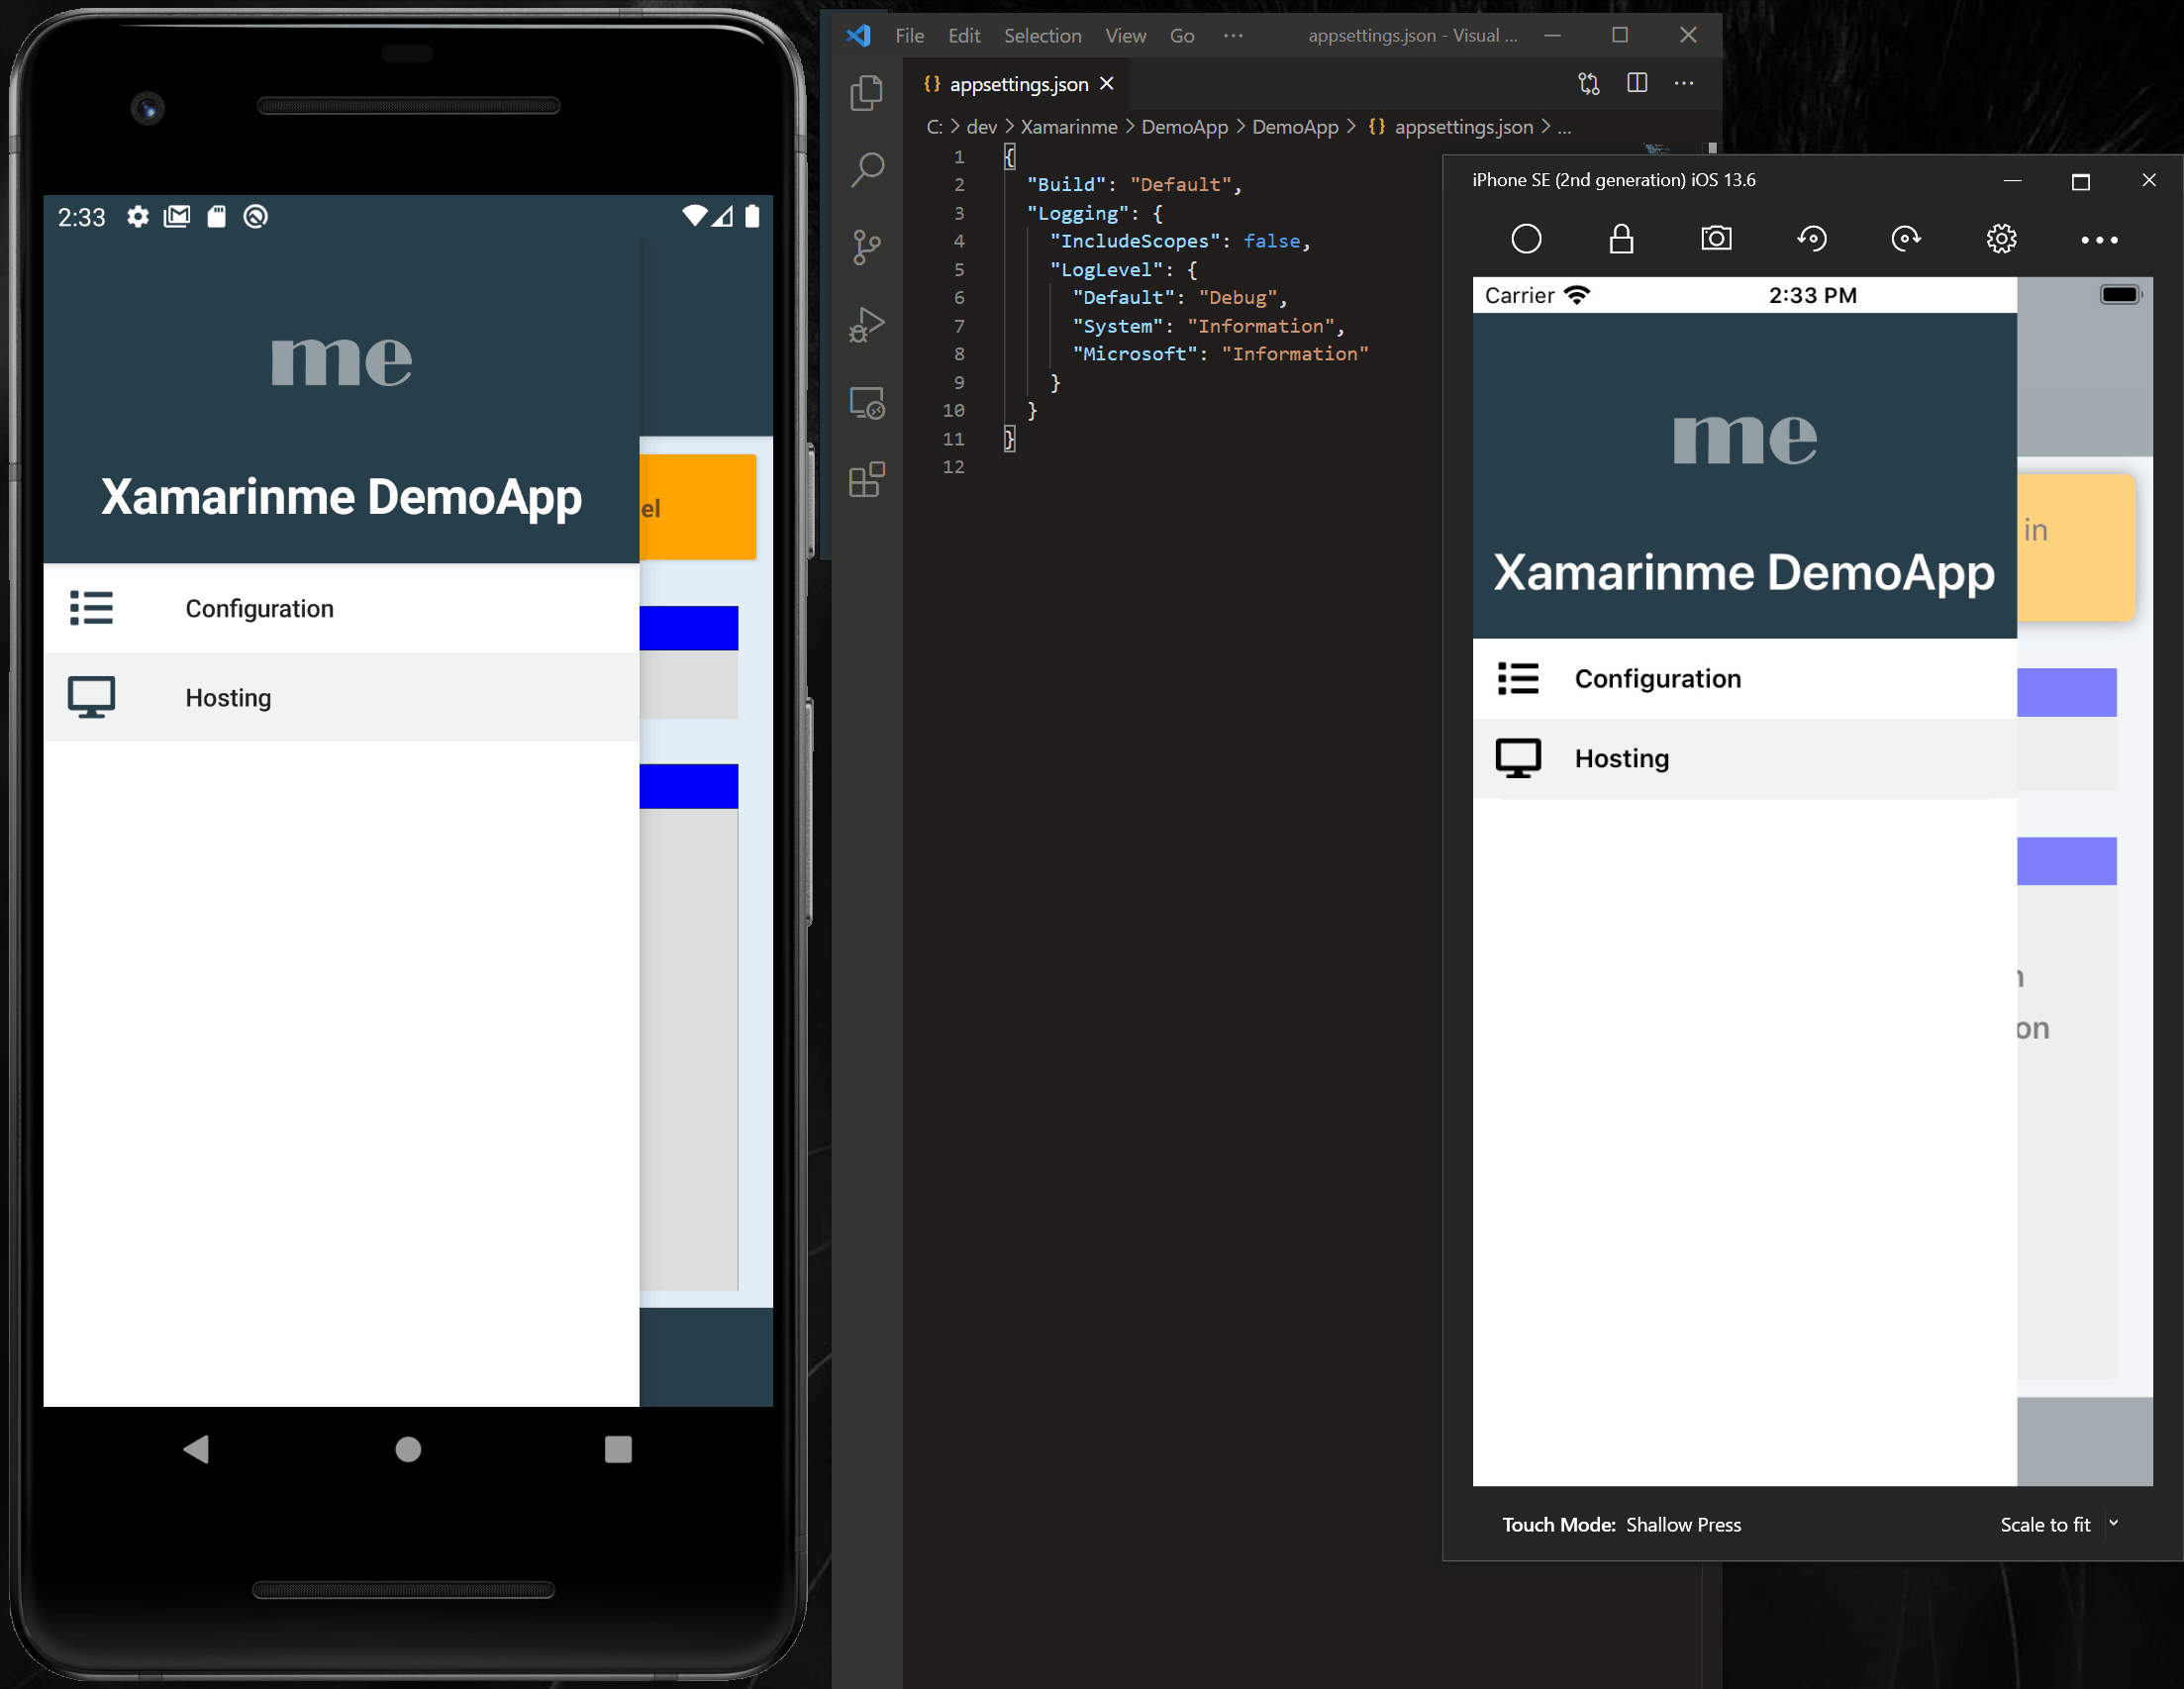 2:33
me
Xamarinme DemoApp
el
Configuration
Hosting
File Edit Selection View Go ··· appsettings.json - Visual ...
{} appsettings.json
C: > dev > Xamarinme > DemoApp > DemoApp > {} appsettings.json > ...
1 {
2 "Build": "Default",
3 "Logging": {
4 "IncludeScopes": false,
5 "LogLevel": {
6 "Default": "Debug",
7 "System": "Information",
8 "Microsoft": "Information"
9 }
10 }
11 }
12
iPhone SE (2nd generation) iOS 13.6
Carrier 2:33 PM
me
in
Xamarinme DemoApp
Configuration
Hosting
on
Touch Mode: Shallow Press Scale to fit